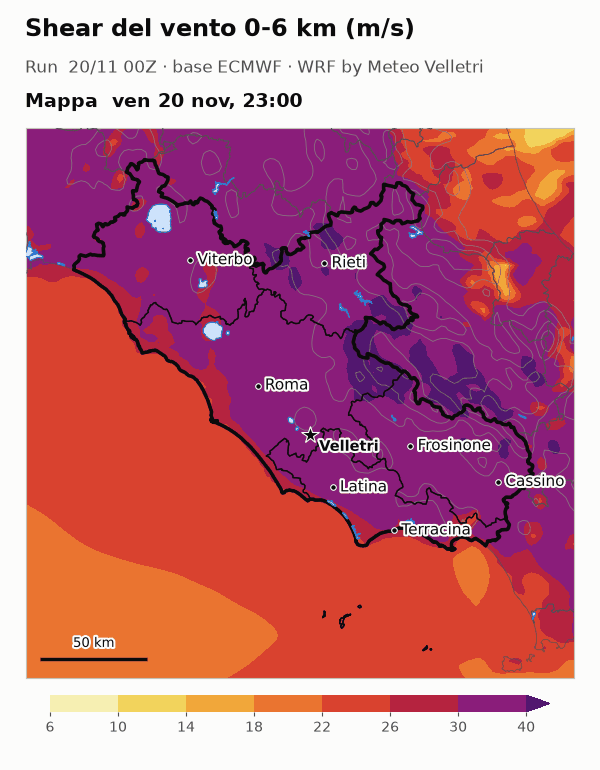 Shear del vento 0-6 km (m/s)
Run  20/11 00Z · base ECMWF · WRF by Meteo Velletri
Mappa  ven 20 nov, 23:00
Viterbo
Rieti
Roma
Velletri
Frosinone
Cassino
Latina
Terracina
50 km
6 10 14 18 22 26 30 40